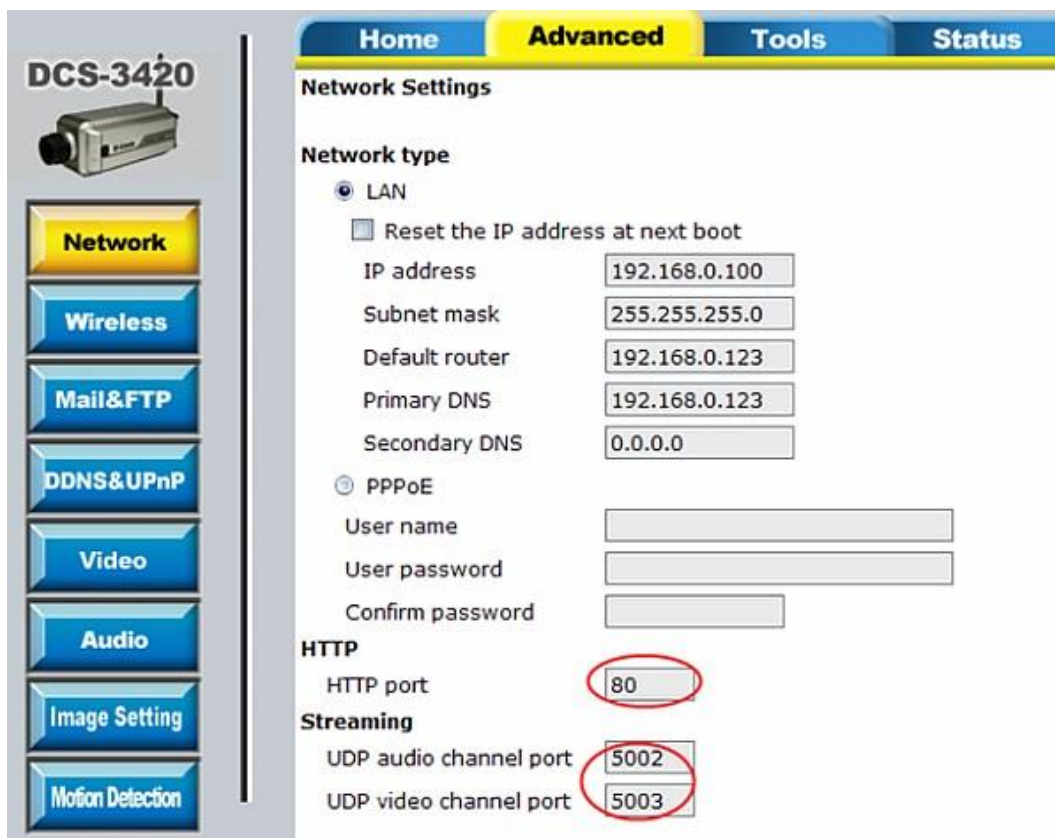 Home Advanced Tools Status
DCS-3420
Network Settings
Network type
LAN
Reset the IP address at next boot
IP address 192.168.0.100
Subnet mask 255.255.255.0
Default router 192.168.0.123
Primary DNS 192.168.0.123
Secondary DNS 0.0.0.0
PPPoE
User name
User password
Confirm password
HTTP
HTTP port 80
Streaming
UDP audio channel port 5002
UDP video channel port 5003
Network
Wireless
Mail&FTP
DDNS&UPnP
Video
Audio
Image Setting
Motion Detection